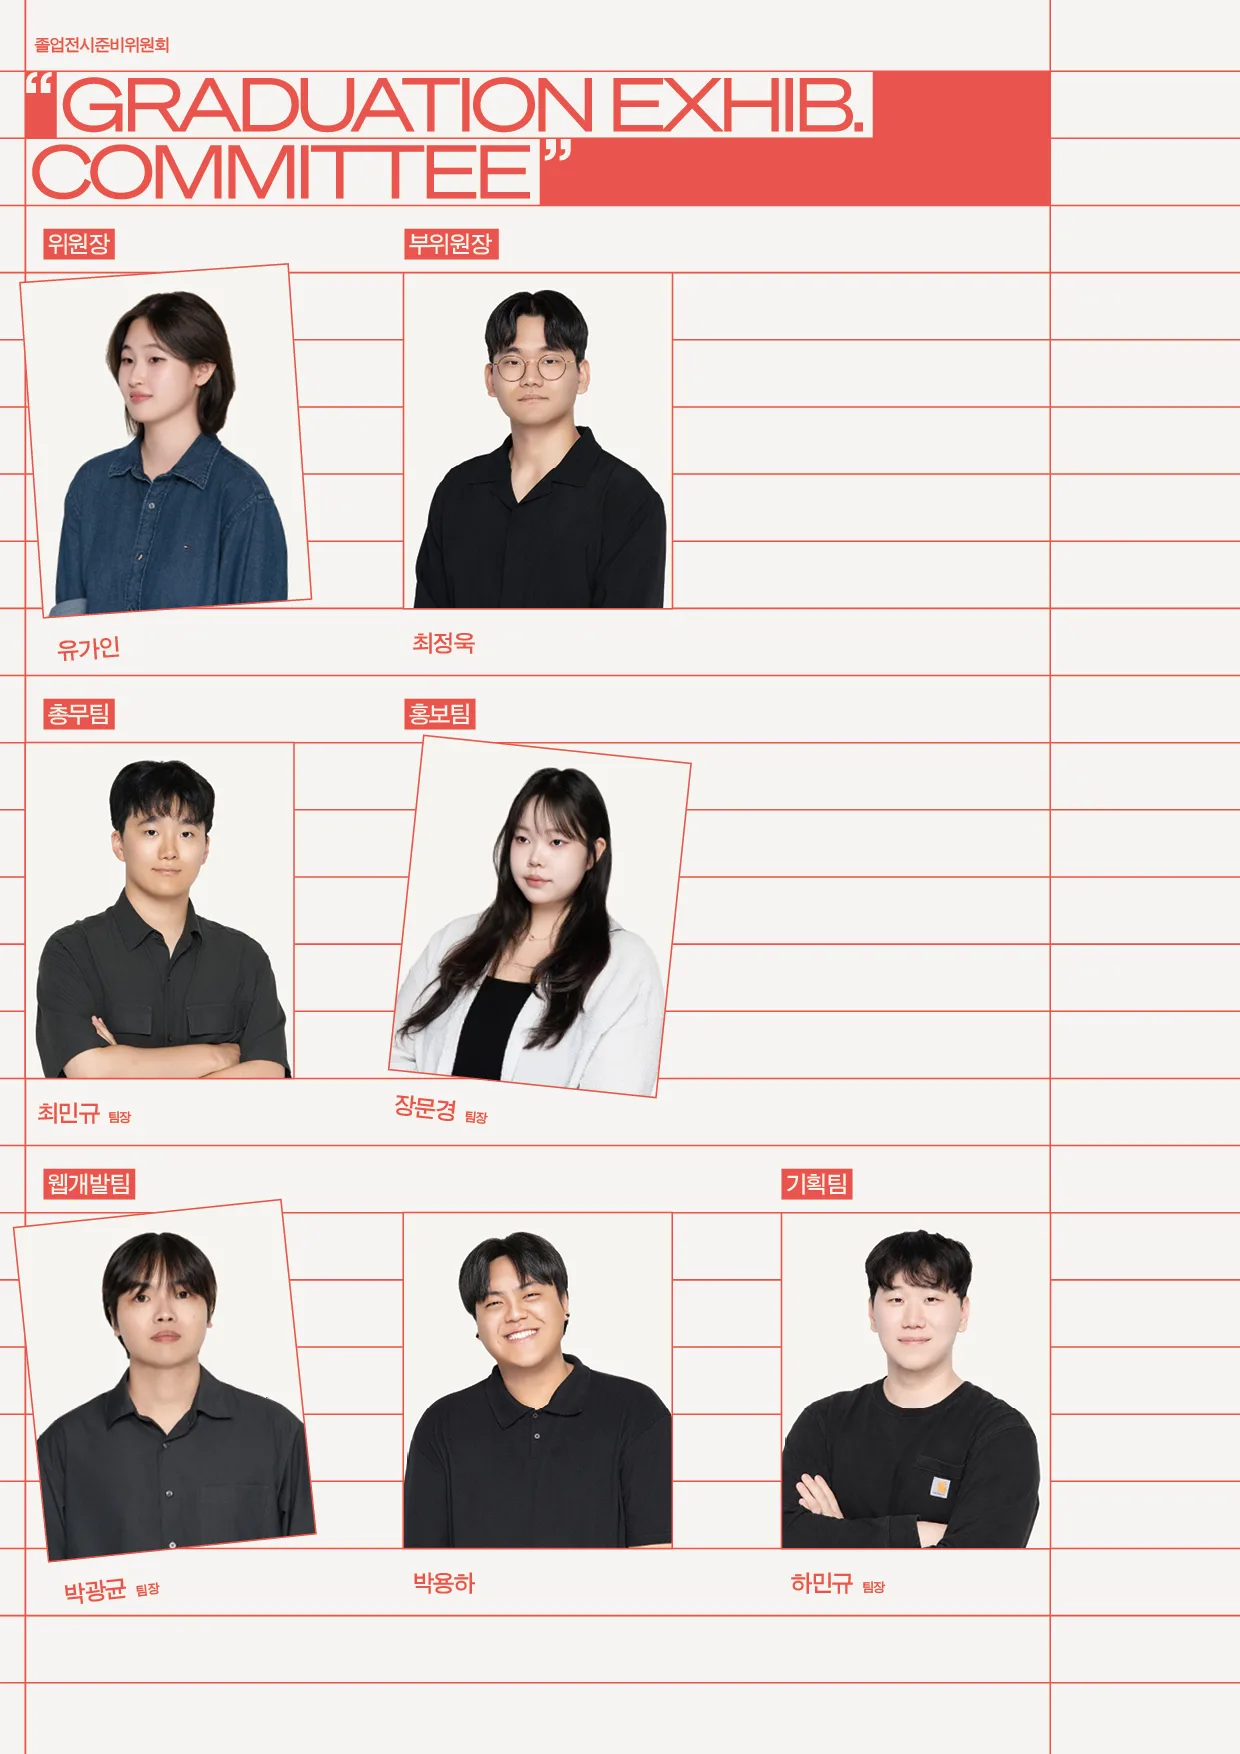 졸업전시준비위원회
“GRADUATION EXHIB.
COMMITTEE”
위원장
부위원장
유가인
최정욱
총무팀
홍보팀
최민규 팀장
장문경 팀장
웹개발팀
기획팀
박광균 팀장
박용하
하민규 팀장